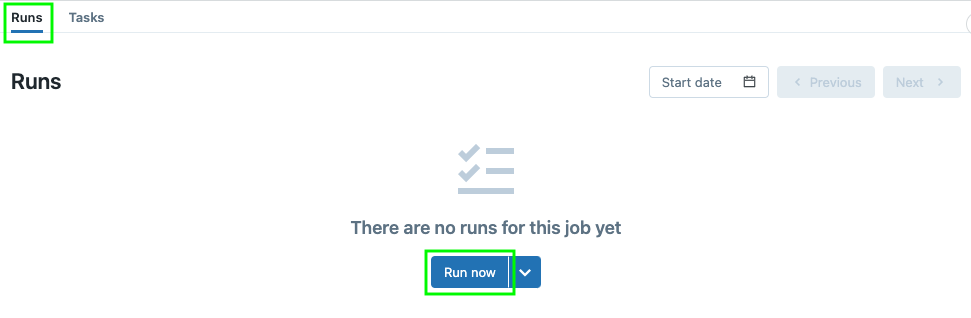 Runs Tasks
Runs
Start date Previous Next
There are no runs for this job yet
Run now